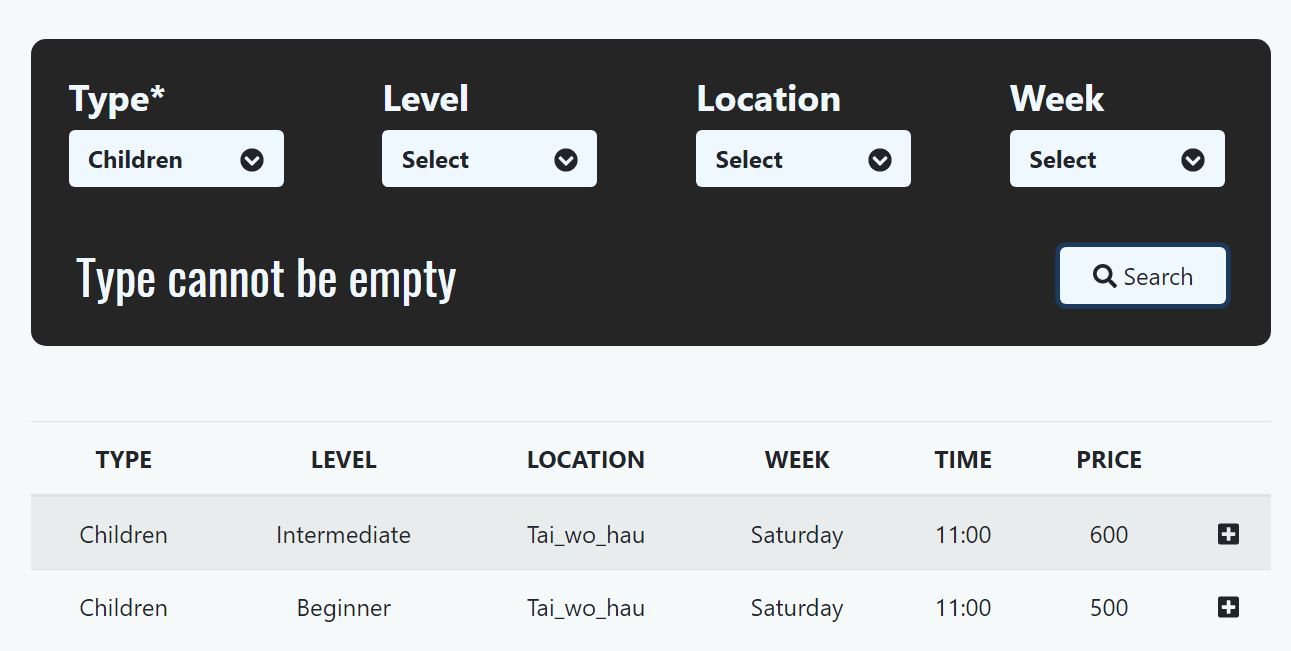 Type* Level Location Week
Children Select Select Select
Type cannot be empty Search
TYPE LEVEL LOCATION WEEK TIME PRICE
Children Intermediate Tai_wo_hau Saturday 11:00 600
Children Beginner Tai_wo_hau Saturday 11:00 500